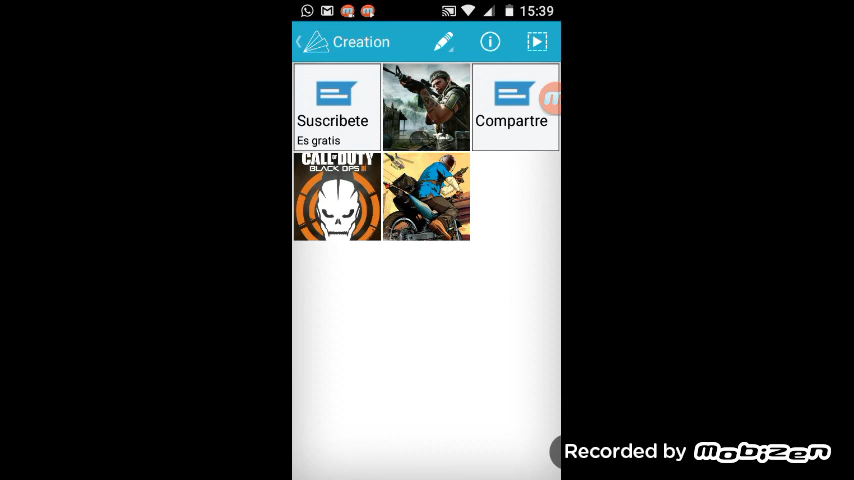 15:39
Creation
Suscribete
Es gratis
Compartre
CALL OF DUTY
BLACK OPS III
Recorded by Mobizen